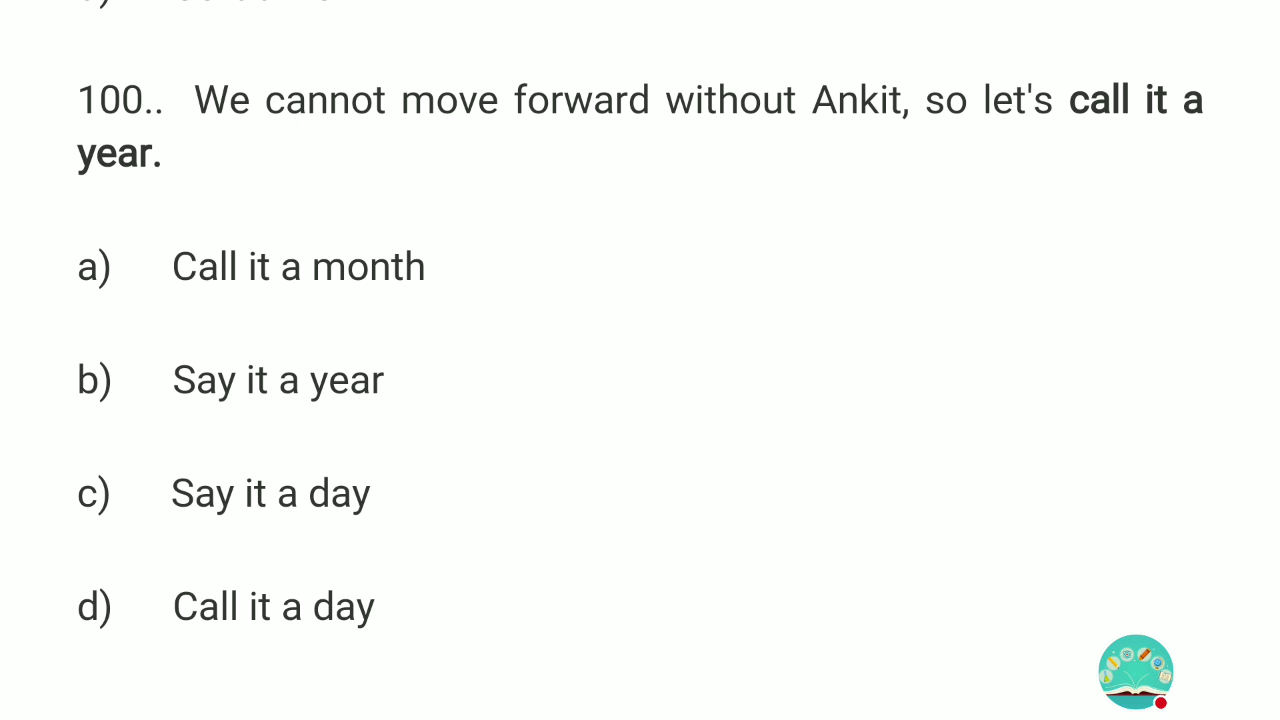 100.. We cannot move forward without Ankit, so let's call it a
year.
a) Call it a month
b) Say it a year
c) Say it a day
d) Call it a day